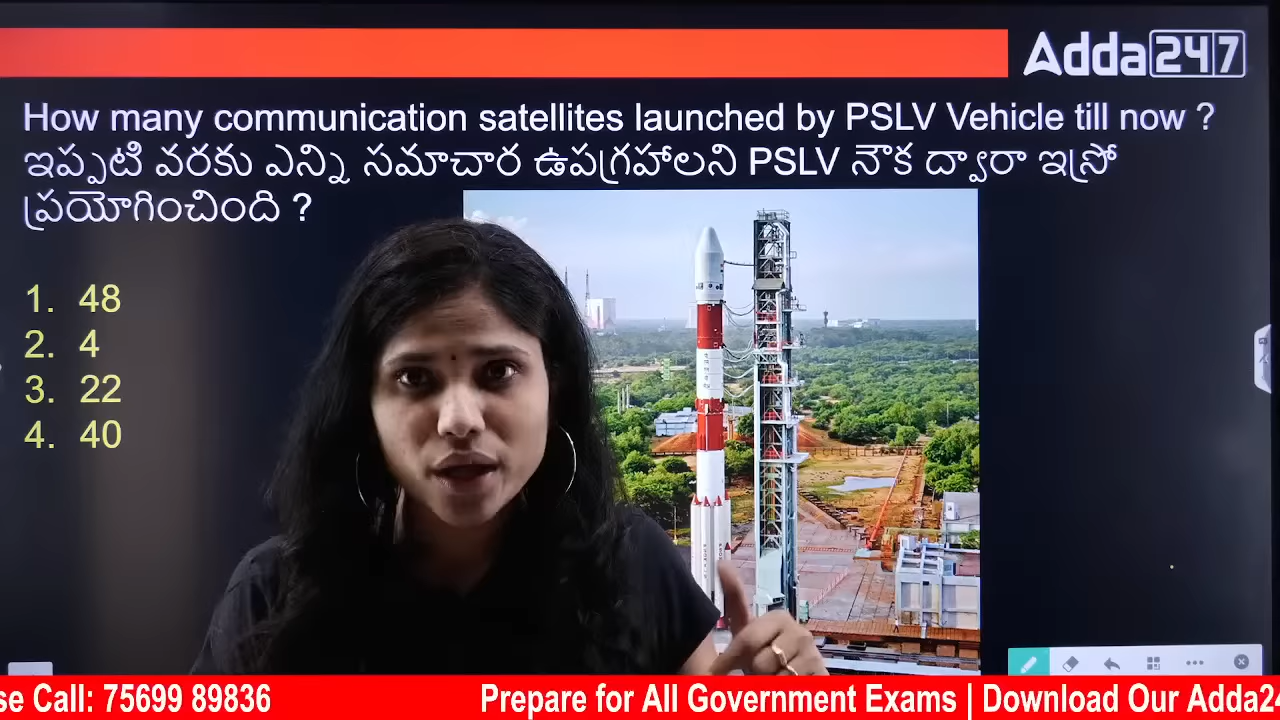 Adda247
How many communication satellites launched by PSLV Vehicle till now ?
ఇప్పటి వరకు ఎన్ని సమాచార ఉపగ్రహాలని PSLV నౌక ద్వారా ఇస్రో
ప్రయోగించింది ?
1. 48
2. 4
3. 22
4. 40
se Call: 75699 89836 Prepare for All Government Exams | Download Our Adda24